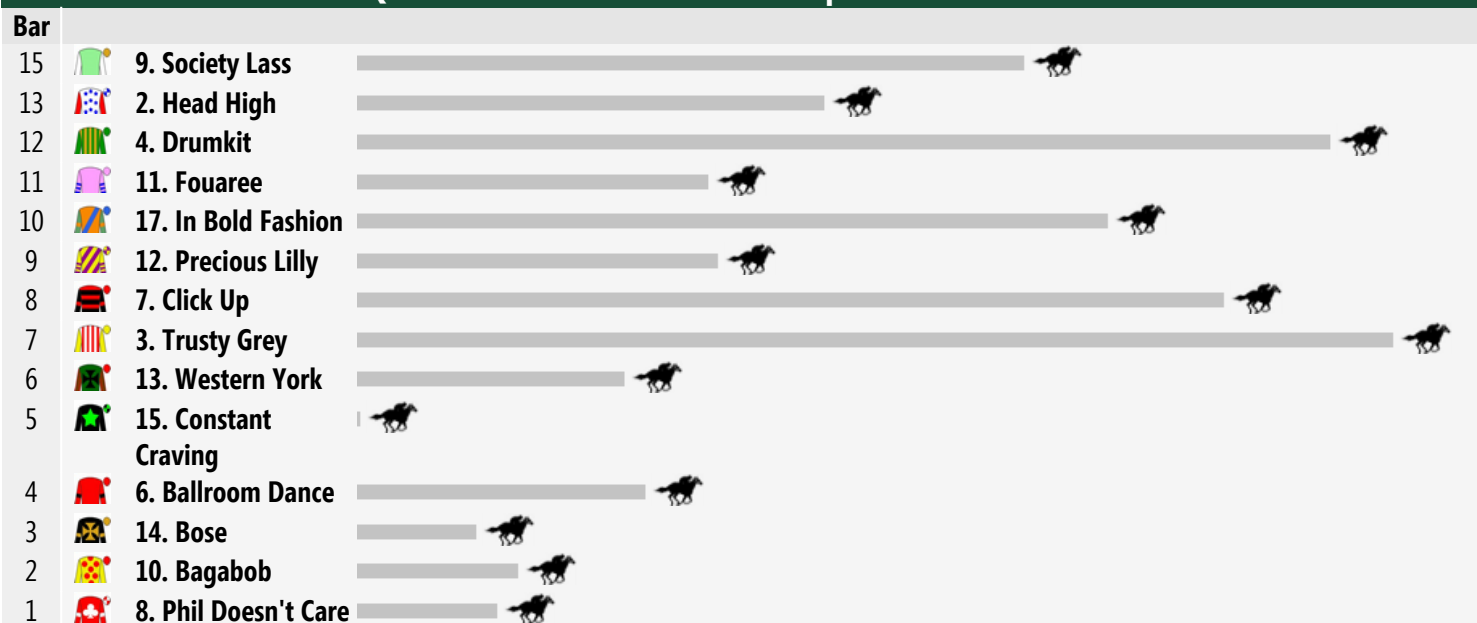 Bar
15 9. Society Lass
13 2. Head High
12 4. Drumkit
11 11. Fouaree
10 17. In Bold Fashion
9 12. Precious Lilly
8 7. Click Up
7 3. Trusty Grey
6 13. Western York
5 15. Constant
Craving
4 6. Ballroom Dance
3 14. Bose
2 10. Bagabob
1 8. Phil Doesn't Care